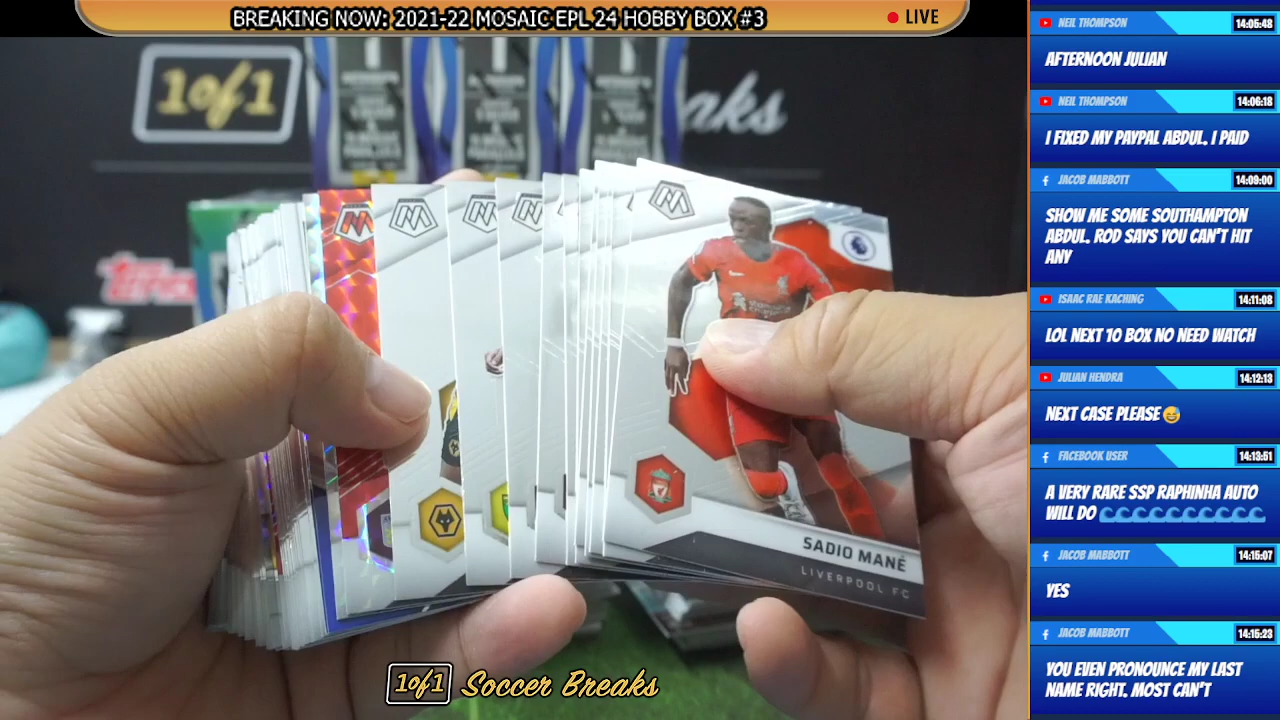 BREAKING NOW: 2021-22 MOSAIC EPL 24 HOBBY BOX #3
LIVE
1of1
aks
topps
SADIO MANÉ
LIVERPOOL FC
1of1 Soccer Breaks
NEIL THOMPSON 14:05:48
AFTERNOON JULIAN
NEIL THOMPSON 14:06:18
I FIXED MY PAYPAL ABDUL. I PAID
JACOB MABBOTT 14:09:00
SHOW ME SOME SOUTHAMPTON
ABDUL. ROD SAYS YOU CAN'T HIT
ANY
ISAAC RAE KACHING 14:11:08
LOL NEXT 10 BOX NO NEED WATCH
JULIAN HENDRA 14:12:13
NEXT CASE PLEASE 😅
FACEBOOK USER 14:13:51
A VERY RARE SSP RAPHINHA AUTO
WILL DO 🌊🌊🌊🌊🌊🌊🌊🌊🌊🌊
JACOB MABBOTT 14:15:07
YES
JACOB MABBOTT 14:15:23
YOU EVEN PRONOUNCE MY LAST
NAME RIGHT. MOST CAN'T